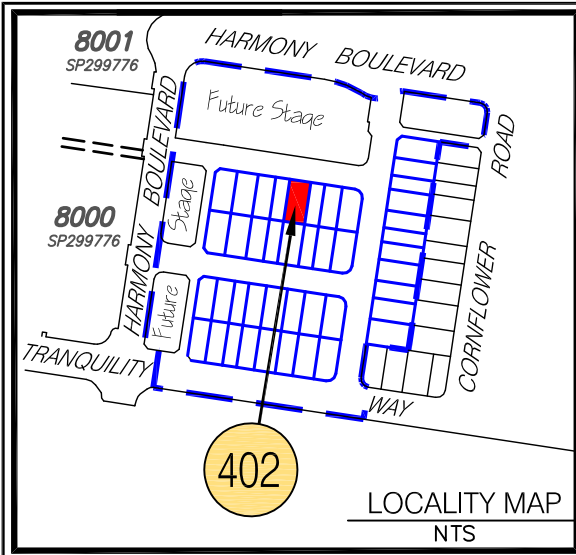 8001
SP299776
HARMONY BOULEVARD
Future Stage
HARMONY BOULEVARD
ROAD
Stage
8000
SP299776
Future
CORNFLOWER
TRANQUILITY
WAY
402
LOCALITY MAP
NTS